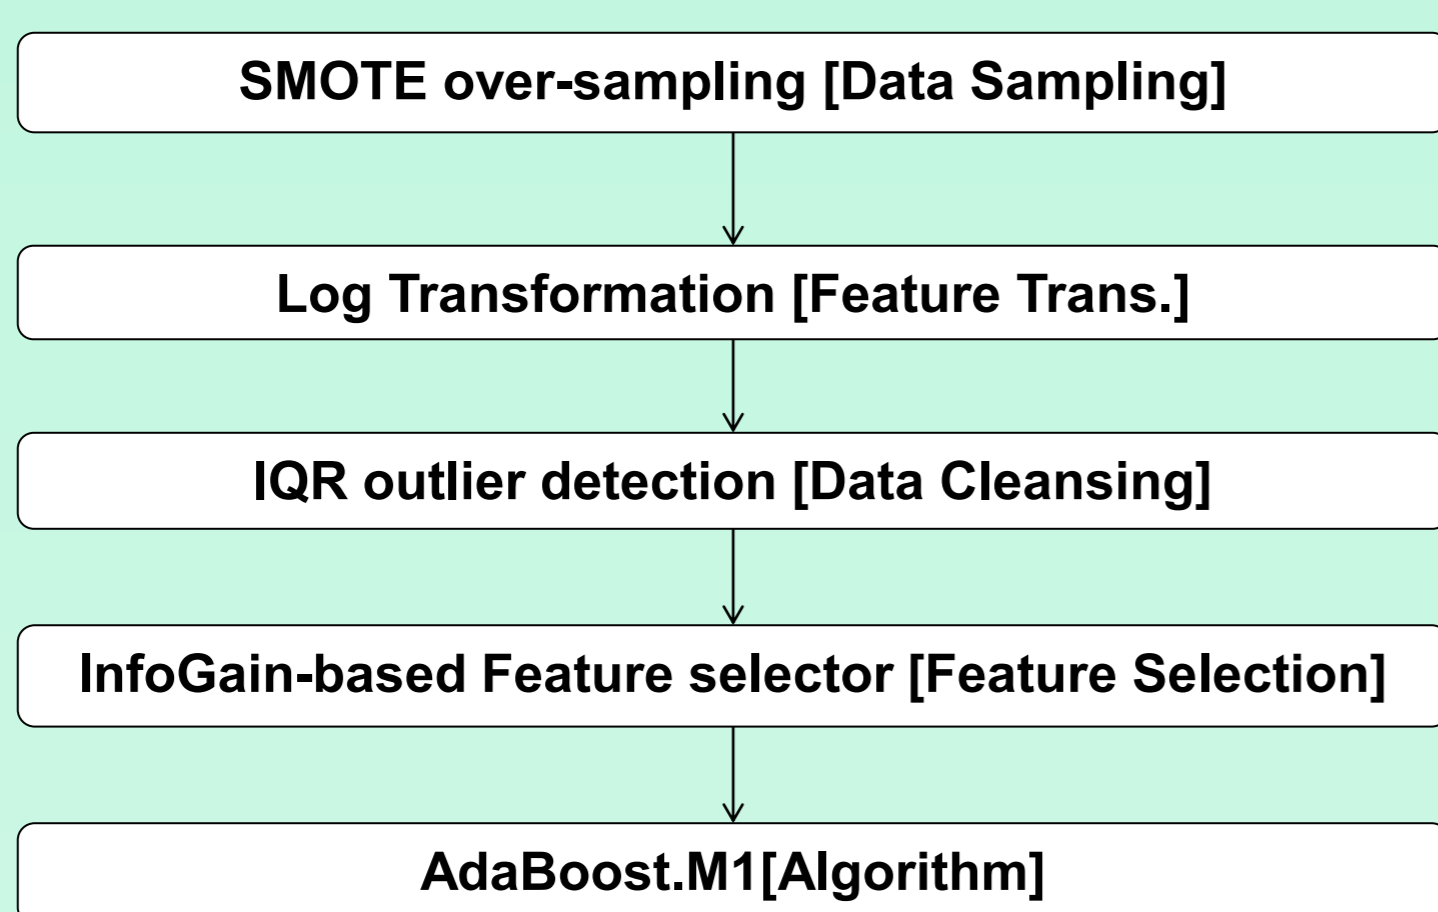 SMOTE over-sampling [Data Sampling]
Log Transformation [Feature Trans.]
IQR outlier detection [Data Cleansing]
InfoGain-based Feature selector [Feature Selection]
AdaBoost.M1[Algorithm]